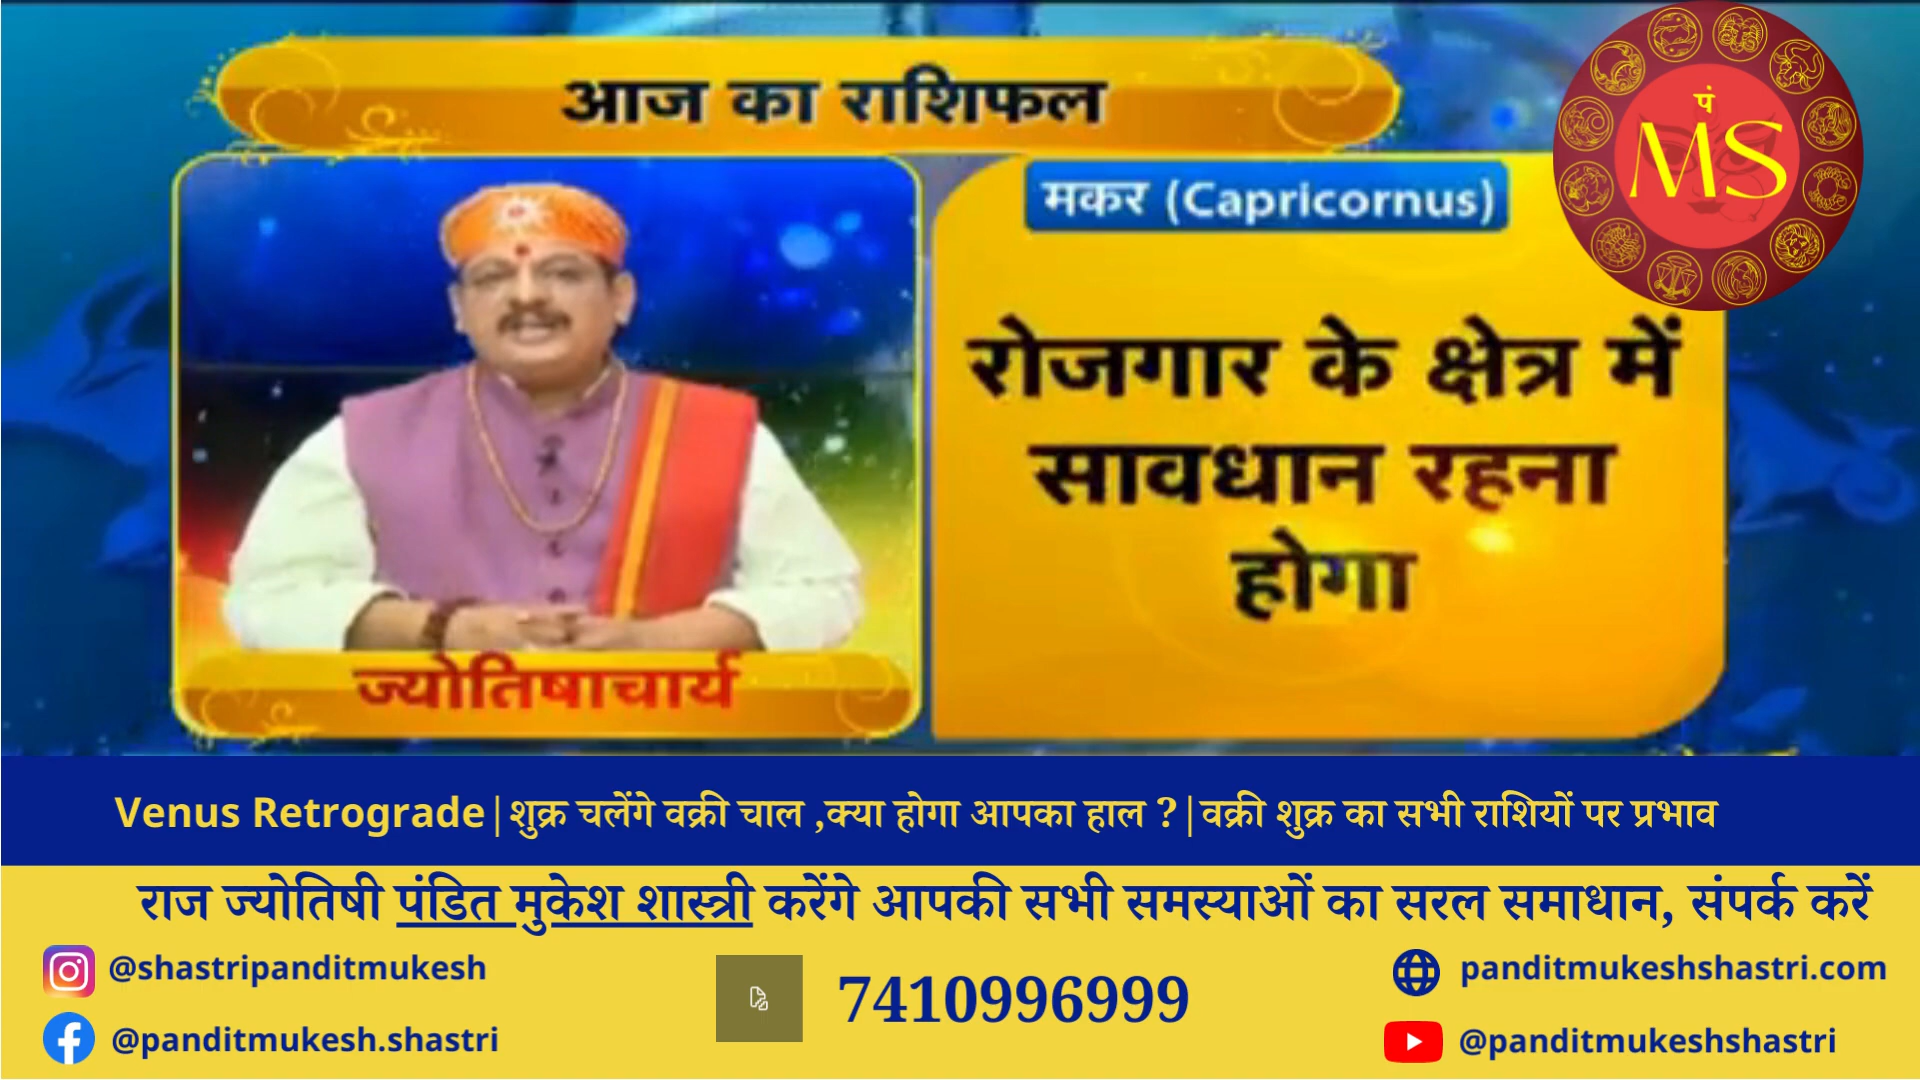 आज का राशिफल
पं
MS
मकर (Capricornus)
रोजगार के क्षेत्र में
सावधान रहना
होगा
ज्योतिषाचार्य
Venus Retrograde|शुक्र चलेंगे वक्री चाल ,क्या होगा आपका हाल ?|वक्री शुक्र का सभी राशियों पर प्रभाव
राज ज्योतिषी पंडित मुकेश शास्त्री करेंगे आपकी सभी समस्याओं का सरल समाधान, संपर्क करें
@shastripanditmukesh
@panditmukesh.shastri
7410996999
panditmukeshshastri.com
@panditmukeshshastri